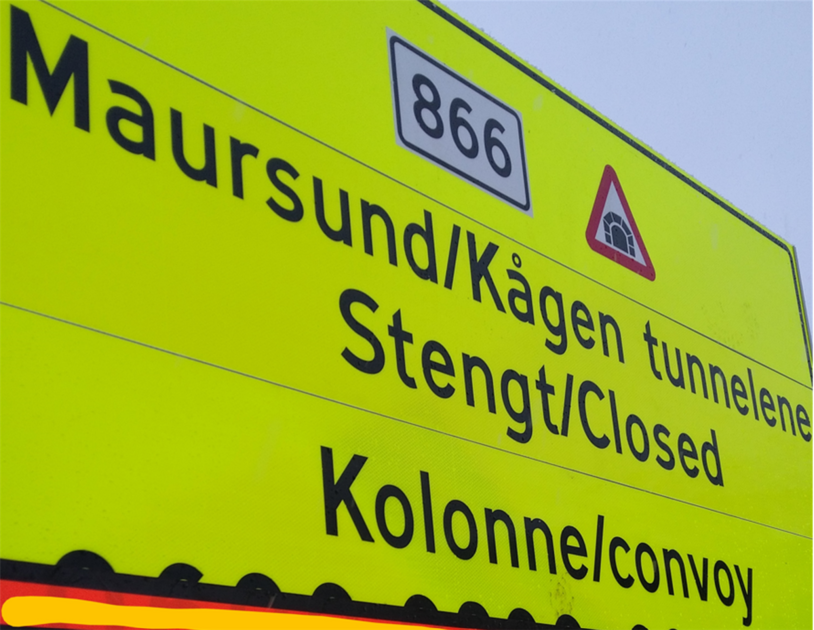 866
Maursund/Kågen tunnelene
Stengt/Closed
Kolonne/convoy